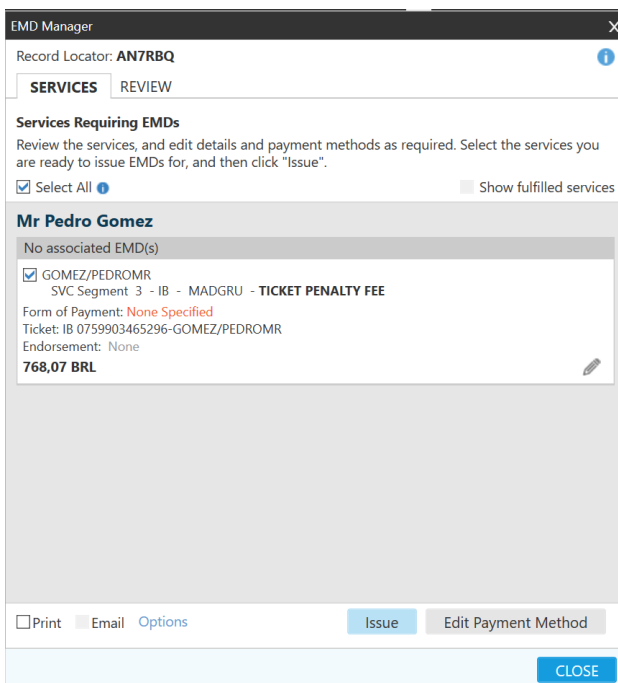 EMD Manager X
Record Locator: AN7RBQ i
SERVICES REVIEW
Services Requiring EMDs
Review the services, and edit details and payment methods as required. Select the services you
are ready to issue EMDs for, and then click "Issue".
Select All i Show fulfilled services
Mr Pedro Gomez
No associated EMD(s)
GOMEZ/PEDROMR
SVC Segment 3 - IB - MADGRU - TICKET PENALTY FEE
Form of Payment: None Specified
Ticket: IB 0759903465296-GOMEZ/PEDROMR
Endorsement: None
768,07 BRL
Print Email Options Issue Edit Payment Method
CLOSE